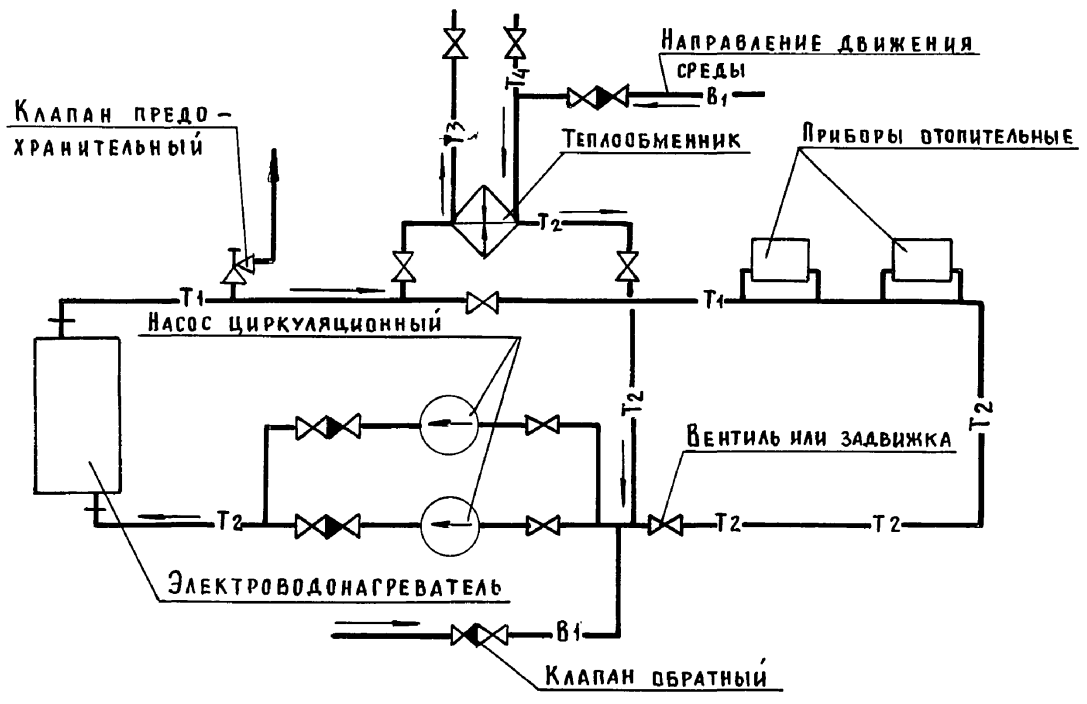 НАПРАВЛЕНИЕ ДВИЖЕНИЯ
СРЕДЫ
Т4
В1
КЛАПАН ПРЕДО-
ХРАНИТЕЛЬНЫЙ
Т3
ТЕПЛООБМЕННИК
ПРИБОРЫ ОТОПИТЕЛЬНЫЕ
Т2
Т1
Т1
НАСОС ЦИРКУЛЯЦИОННЫЙ
Т2
Т2
ВЕНТИЛЬ ИЛИ ЗАДВИЖКА
Т2
Т2
Т2
ЭЛЕКТРОВОДОНАГРЕВАТЕЛЬ
В1
КЛАПАН ОБРАТНЫЙ